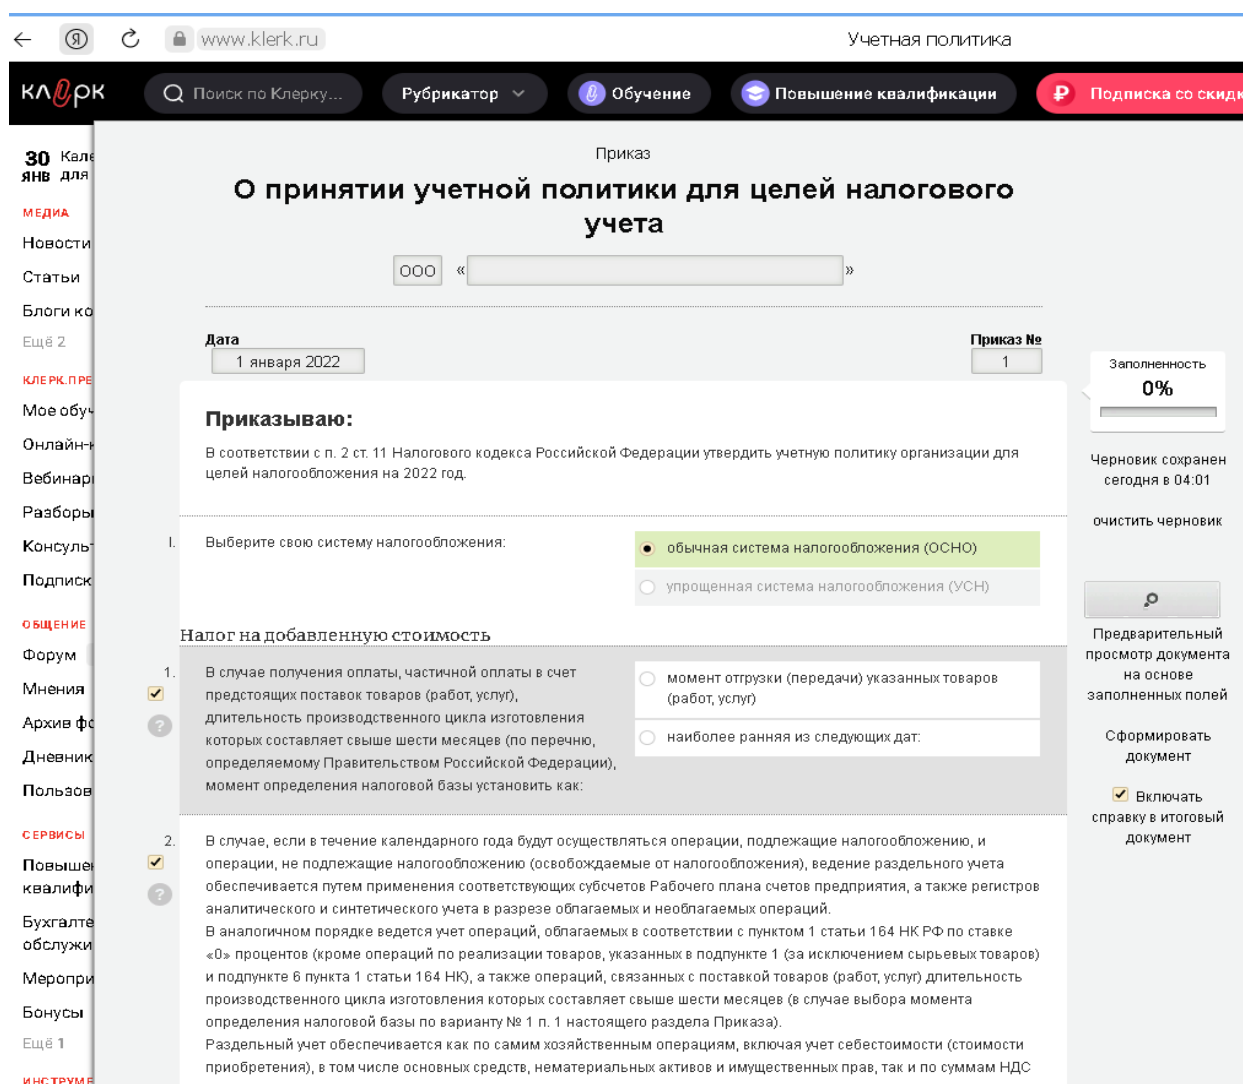 www.klerk.ru
Учетная политика
клерк
Поиск по Клерку...
Рубрикатор
Обучение
Повышение квалификации
Подписка со
30
янв
для
МЕДИА
Новости
Статьи
Блоги
Ещё 2
Мое
ОБЩЕНИЕ
Форум
Мнения
Архив
СЕРВИСЫ
Бонусы
Ещё 1
Приказ
О принятии учетной политики для целей налогового
учета
ООО « »
Дата
1 января 2022
Приказ №
1
Приказываю:
В соответствии с п. 2 ст. 11 Налогового кодекса Российской Федерации утвердить учетную политику организации для
целей налогообложения на 2022 год.
I. Выберите свою систему налогообложения:
обычная система налогообложения (ОСНО)
упрощенная система налогообложения (УСН)
Налог на добавленную стоимость
1. В случае получения оплаты, частичной оплаты в счет
предстоящих поставок товаров (работ, услуг),
длительность производственного цикла изготовления
которых составляет свыше шести месяцев (по перечню,
определяемому Правительством Российской Федерации),
момент определения налоговой базы установить как:
момент отгрузки (передачи) указанных товаров
(работ, услуг)
наиболее ранняя из следующих дат:
2. В случае, если в течение календарного года будут осуществляться операции, подлежащие налогообложению, и
операции, не подлежащие налогообложению (освобождаемые от налогообложения), ведение раздельного учета
обеспечивается путем применения соответствующих субсчетов Рабочего плана счетов предприятия, а также регистров
аналитического и синтетического учета в разрезе облагаемых и необлагаемых операций.
В аналогичном порядке ведется учет операций, облагаемых в соответствии с пунктом 1 статьи 164 НК РФ по ставке
«0» процентов (кроме операций по реализации товаров, указанных в подпункте 1 (за исключением сырьевых товаров)
и подпункте 6 пункта 1 статьи 164 НК), а также операций, связанных с поставкой товаров (работ, услуг) длительность
производственного цикла изготовления которых составляет свыше шести месяцев (в случае выбора момента
определения налоговой базы по варианту № 1 п. 1 настоящего раздела Приказа).
Раздельный учет обеспечивается как по самим хозяйственным операциям, включая учет себестоимости (стоимости
приобретения), в том числе основных средств, нематериальных активов и имущественных прав, так и по суммам НДС
Заполненность
0%
Черновик сохранен
сегодня в 04:01
очистить черновик
Предварительный
просмотр документа
на основе
заполненных полей
Сформировать
документ
Включать
справку в итоговый
документ